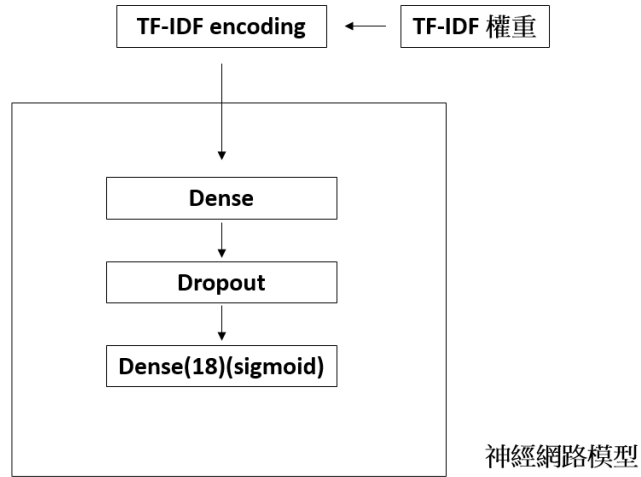 TF-IDF encoding
TF-IDF 權重
Dense
Dropout
Dense(18)(sigmoid)
神經網路模型